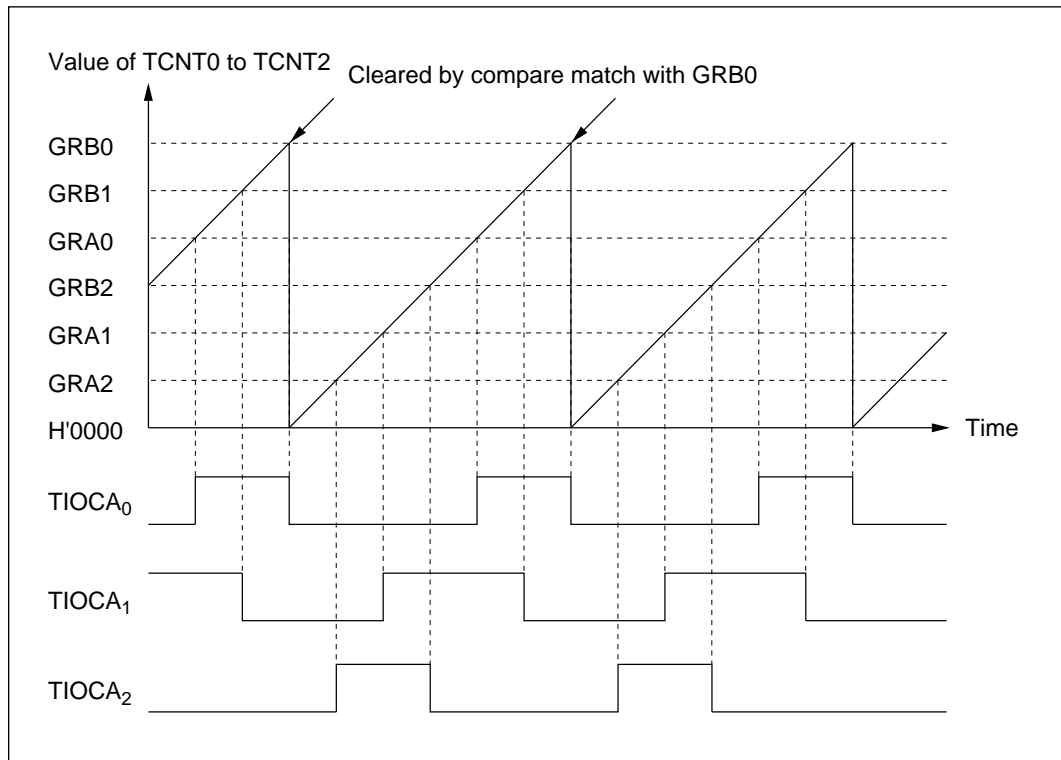 Value of TCNT0 to TCNT2
Cleared by compare match with GRB0
GRB0
GRB1
GRA0
GRB2
GRA1
GRA2
H'0000
Time
TIOCA0
TIOCA1
TIOCA2